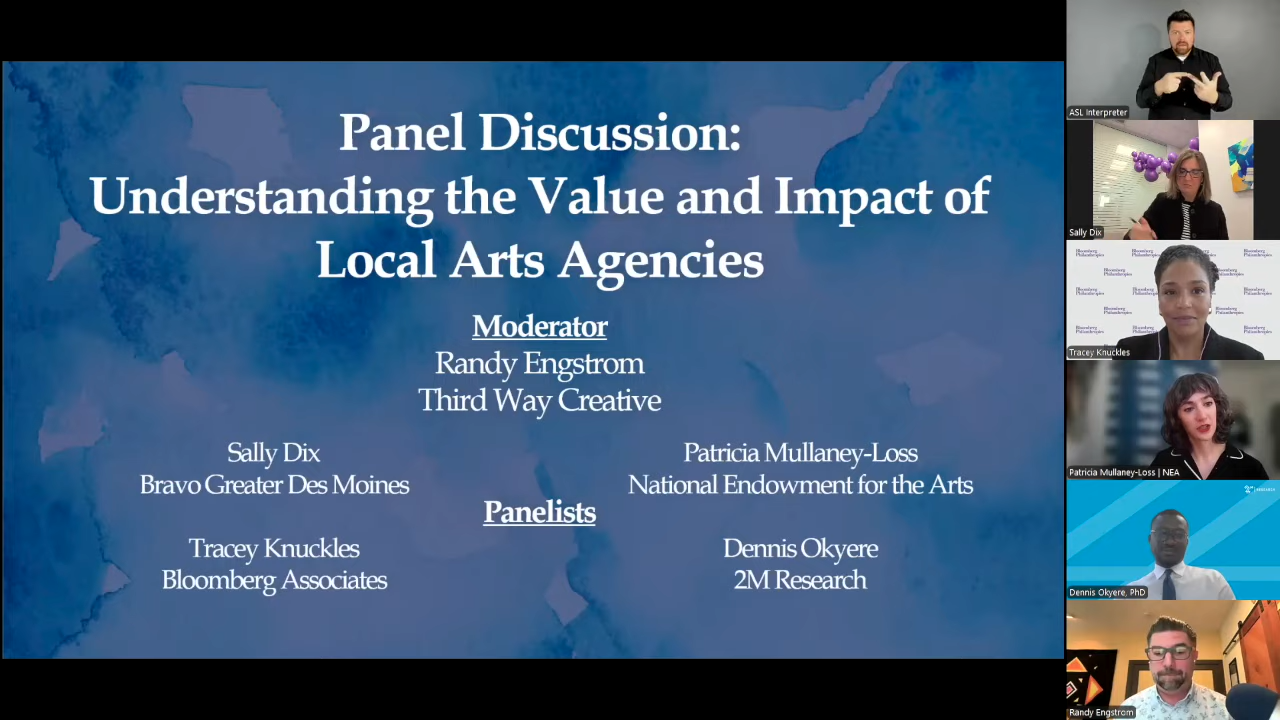 Panel Discussion:
Understanding the Value and Impact of
Local Arts Agencies
Moderator
Randy Engstrom
Third Way Creative
Sally Dix
Bravo Greater Des Moines
Patricia Mullaney-Loss
National Endowment for the Arts
Panelists
Tracey Knuckles
Bloomberg Associates
Dennis Okyere
2M Research
ASL Interpreter
Sally Dix
Bloomberg
Philanthropies
Tracey Knuckles
Patricia Mullaney-Loss | NEA
Dennis Okyere, PhD
Randy Engstrom